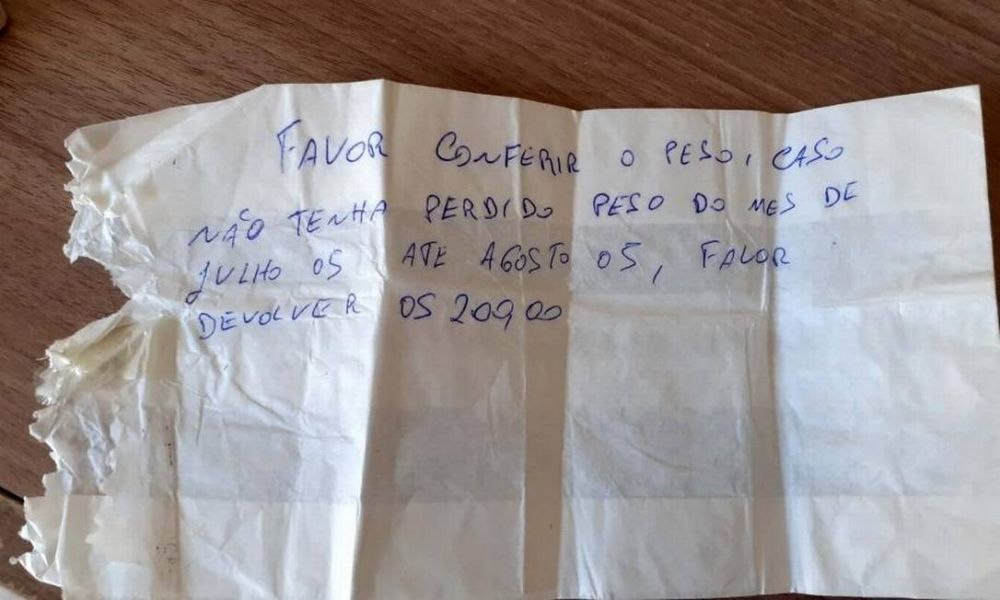 FAVOR CONFERIR O PESO, CASO
NÃO TENHA PERDIDO PESO DO MES DE
JULHO 05 ATE AGOSTO 05, FAVOR
DEVOLVER OS 200,00